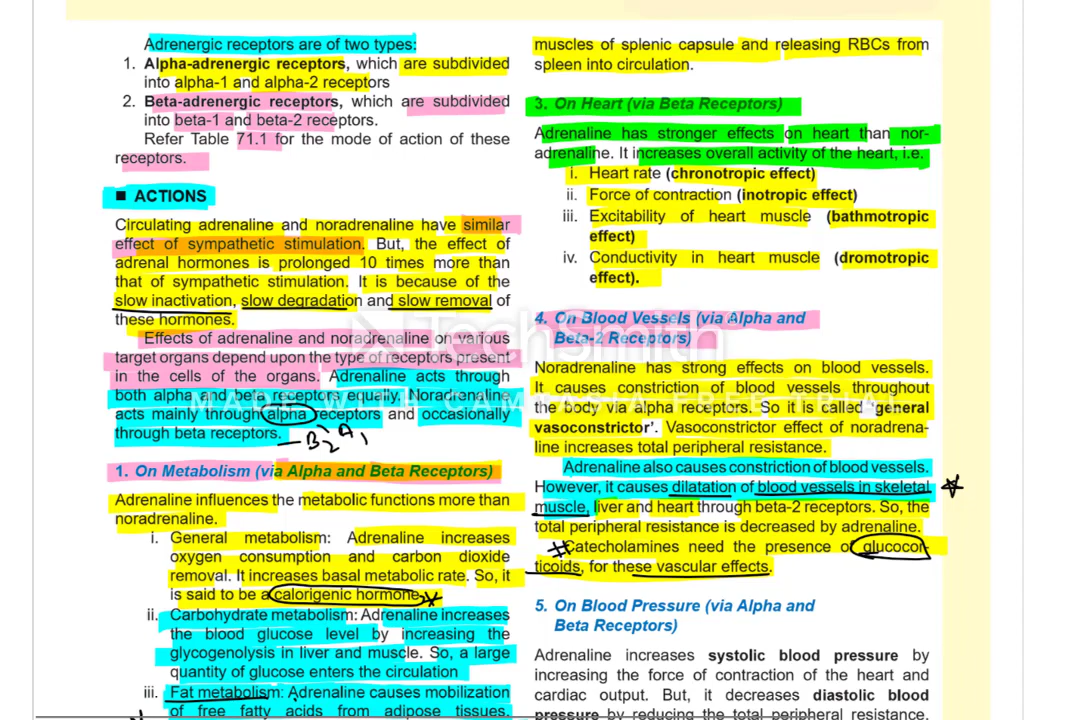 Adrenergic receptors are of two types:
1. Alpha-adrenergic receptors, which are subdivided
into alpha-1 and alpha-2 receptors
2. Beta-adrenergic receptors, which are subdivided
into beta-1 and beta-2 receptors.
Refer Table 71.1 for the mode of action of these
receptors.
■ ACTIONS
Circulating adrenaline and noradrenaline have similar
effect of sympathetic stimulation. But, the effect of
adrenal hormones is prolonged 10 times more than
that of sympathetic stimulation. It is because of the
slow inactivation, slow degradation and slow removal of
these hormones.
Effects of adrenaline and noradrenaline on various
target organs depend upon the type of receptors present
in the cells of the organs. Adrenaline acts through
both alpha and beta receptors equally. Noradrenaline
acts mainly through alpha receptors and occasionally
through beta receptors.
1. On Metabolism (via Alpha and Beta Receptors)
Adrenaline influences the metabolic functions more than
noradrenaline.
i. General metabolism: Adrenaline increases
oxygen consumption and carbon dioxide
removal. It increases basal metabolic rate. So, it
is said to be a calorigenic hormone
ii. Carbohydrate metabolism: Adrenaline increases
the blood glucose level by increasing the
glycogenolysis in liver and muscle. So, a large
quantity of glucose enters the circulation
iii. Fat metabolism: Adrenaline causes mobilization
of free fatty acids from adipose tissues.
muscles of splenic capsule and releasing RBCs from
spleen into circulation.
3. On Heart (via Beta Receptors)
Adrenaline has stronger effects on heart than nor-
adrenaline. It increases overall activity of the heart, i.e.
i. Heart rate (chronotropic effect)
ii. Force of contraction (inotropic effect)
iii. Excitability of heart muscle (bathmotropic
effect)
iv. Conductivity in heart muscle (dromotropic
effect).
4. On Blood Vessels (via Alpha and
Beta-2 Receptors)
Noradrenaline has strong effects on blood vessels.
It causes constriction of blood vessels throughout
the body via alpha receptors. So it is called 'general
vasoconstrictor'. Vasoconstrictor effect of noradrena-
line increases total peripheral resistance.
Adrenaline also causes constriction of blood vessels.
However, it causes dilatation of blood vessels in skeletal
muscle, liver and heart through beta-2 receptors. So, the
total peripheral resistance is decreased by adrenaline.
Catecholamines need the presence of glucocor-
ticoids, for these vascular effects.
5. On Blood Pressure (via Alpha and
Beta Receptors)
Adrenaline increases systolic blood pressure by
increasing the force of contraction of the heart and
cardiac output. But, it decreases diastolic blood
pressure by reducing the total peripheral resistance.
TechSmith
MADE WITH CAMTASIA FREE TRIAL